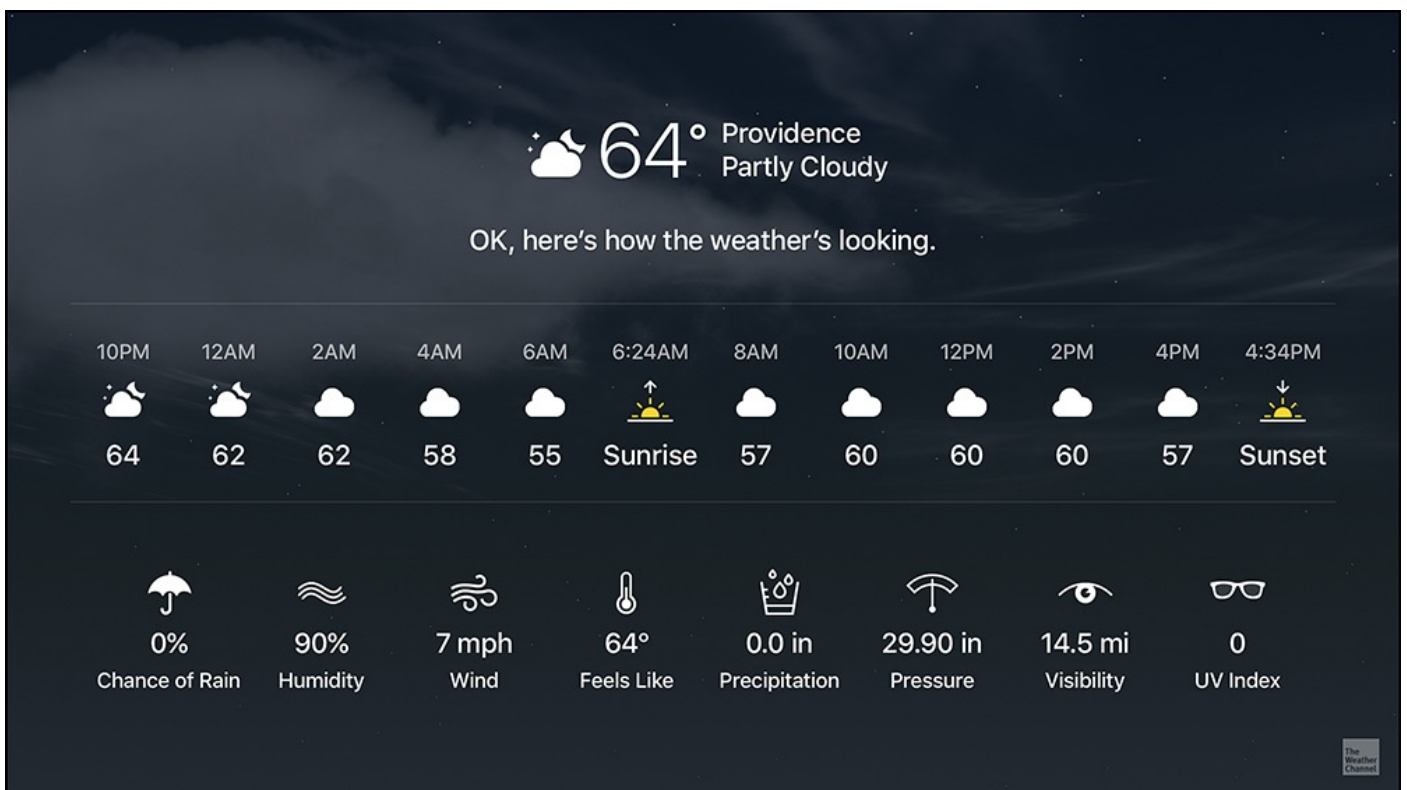 64° Providence
Partly Cloudy
OK, here's how the weather's looking.
10PM 12AM 2AM 4AM 6AM 6:24AM 8AM 10AM 12PM 2PM 4PM 4:34PM
64 62 62 58 55 Sunrise 57 60 60 60 57 Sunset
0% 90% 7 mph 64° 0.0 in 29.90 in 14.5 mi 0
Chance of Rain Humidity Wind Feels Like Precipitation Pressure Visibility UV Index
The
Weather
Channel